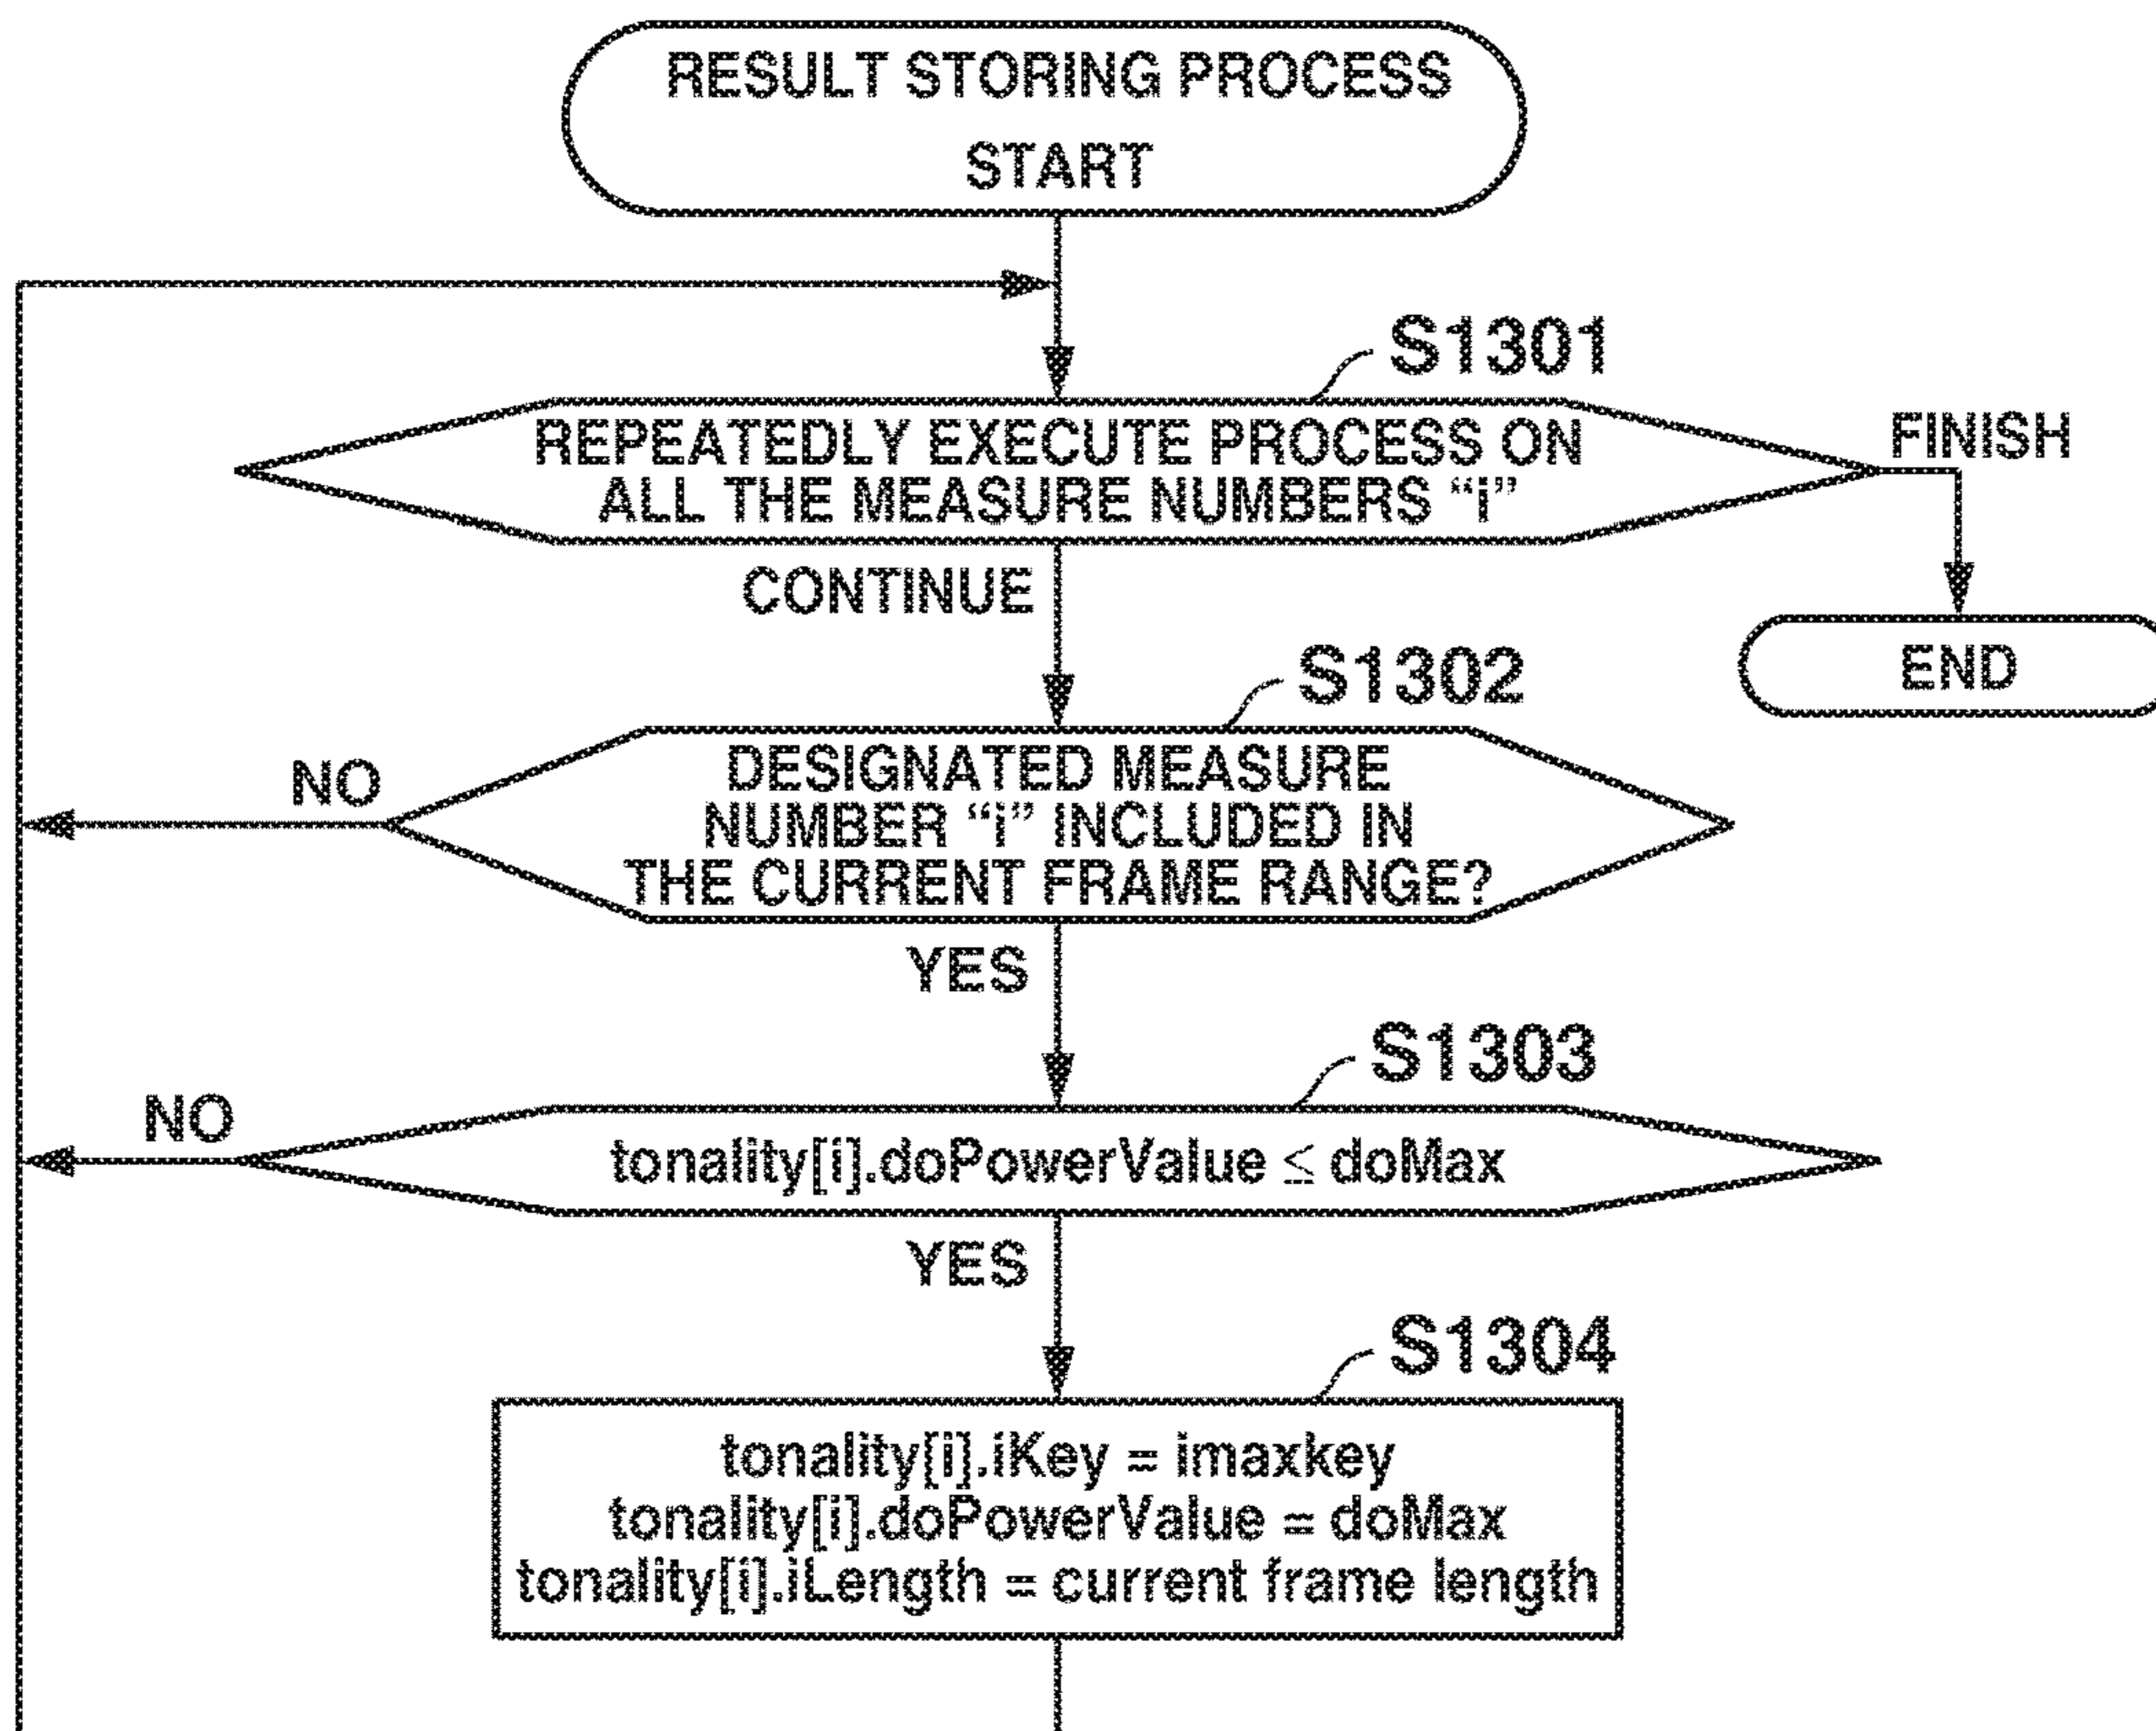 RESULT STORING PROCESS
START
S1301
REPEATEDLY EXECUTE PROCESS ON
ALL THE MEASURE NUMBERS “i”
FINISH
CONTINUE
END
S1302
DESIGNATED MEASURE
NUMBER “i” INCLUDED IN
THE CURRENT FRAME RANGE?
NO
YES
S1303
tonality[i].doPowerValue ≤ doMax
NO
YES
S1304
tonality[i].iKey = imaxkey
tonality[i].doPowerValue = doMax
tonality[i].iLength = current frame length